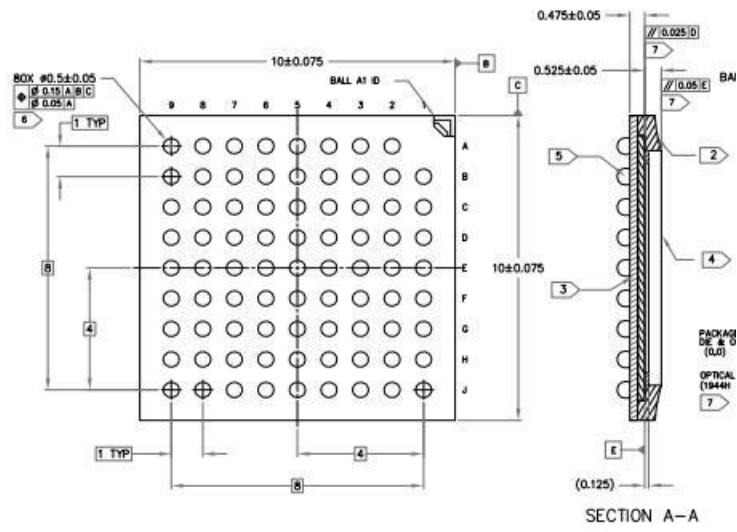 0.475±0.05
// 0.025 D
7
10±0.075
B
0.525±0.05
80X Ø0.5±0.05
BALL A1 ID
// 0.05 E
BAL
⌖ Ø 0.15 A B C
Ø 0.05 A
C
7
6
9 8 7 6 5 4 3 2 1
1 TYP
A
2
B
5
C
D
8
E
10±0.075
4
3
F
4
G
PACKAGE
DIE & O
(0,0)
H
J
OPTICAL
(1944H
7
1 TYP
4
E
8
(0.125)
SECTION A-A